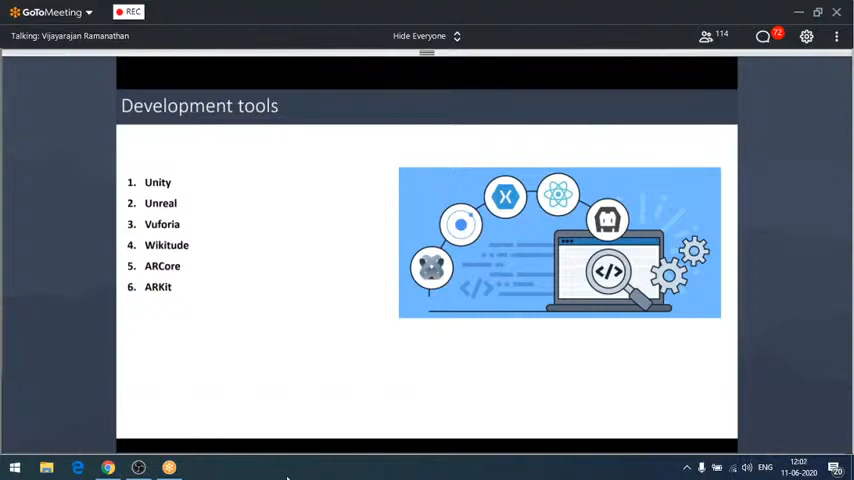 GoToMeeting
REC
Talking: Vijayarajan Ramanathan
Hide Everyone
114
72
Development tools
1. Unity
2. Unreal
3. Vuforia
4. Wikitude
5. ARCore
6. ARKit
</>
</>
ENG
12:02
11-06-2020
20